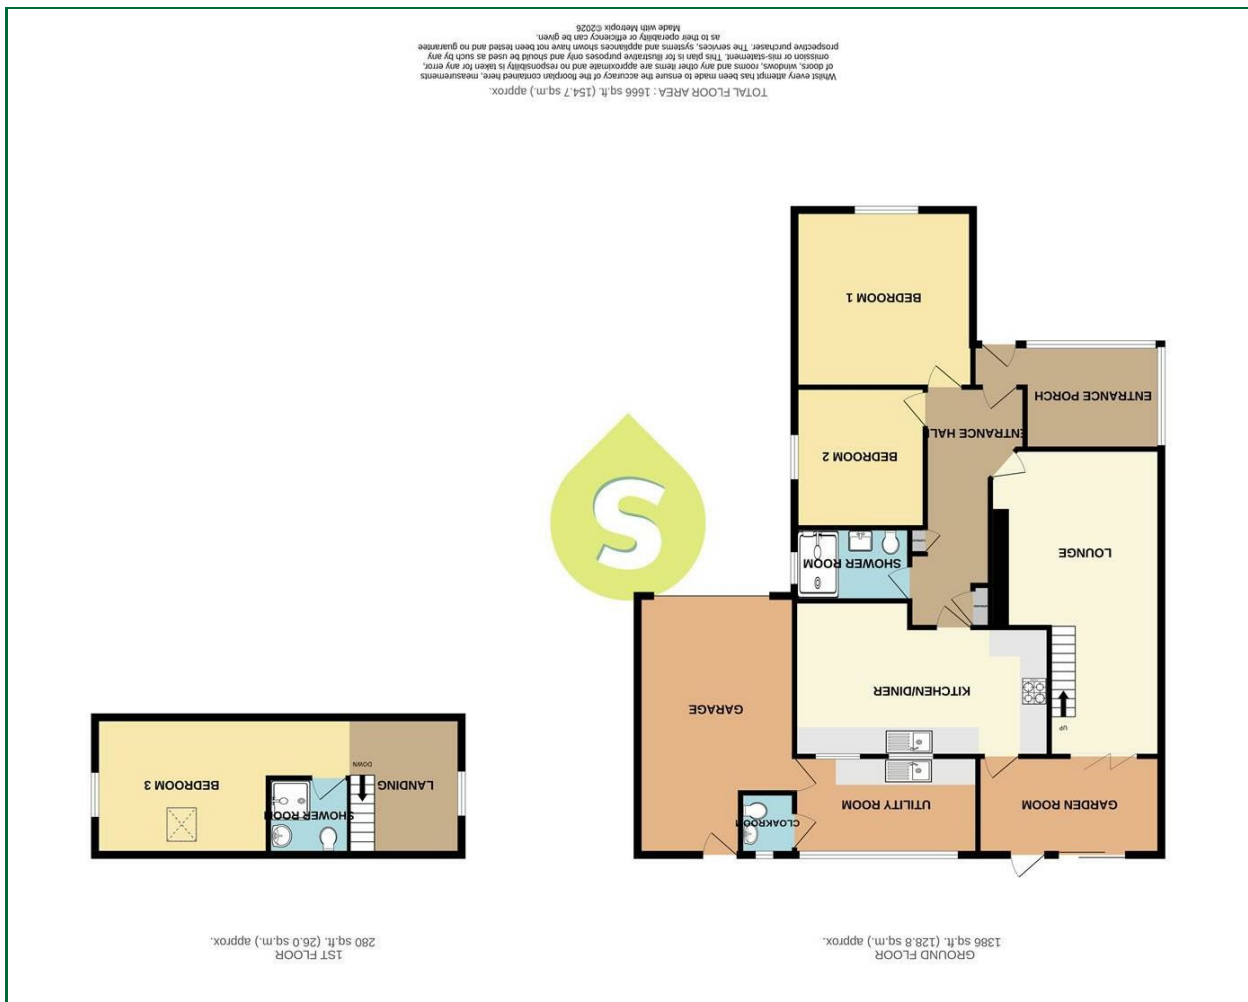 GROUND FLOOR
1386 sq.ft. (128.8 sq.m.) approx.
1ST FLOOR
280 sq.ft. (26.0 sq.m.) approx.
GARDEN ROOM
UTILITY ROOM
CLOAKROOM
UP
KITCHEN/DINER
GARAGE
LOUNGE
SHOWER ROOM
BEDROOM 2
ENTRANCE HALL
ENTRANCE PORCH
BEDROOM 1
LANDING
SHOWER ROOM
BEDROOM 3
DOWN
S
TOTAL FLOOR AREA : 1666 sq.ft. (154.7 sq.m.) approx.
Whilst every attempt has been made to ensure the accuracy of the floorplan contained here, measurements
of doors, windows, rooms and any other items are approximate and no responsibility is taken for any error,
omission or mis-statement. This plan is for illustrative purposes only and should be used as such by any
prospective purchaser. The services, systems and appliances shown have not been tested and no guarantee
as to their operability or efficiency can be given.
Made with Metropix ©2026